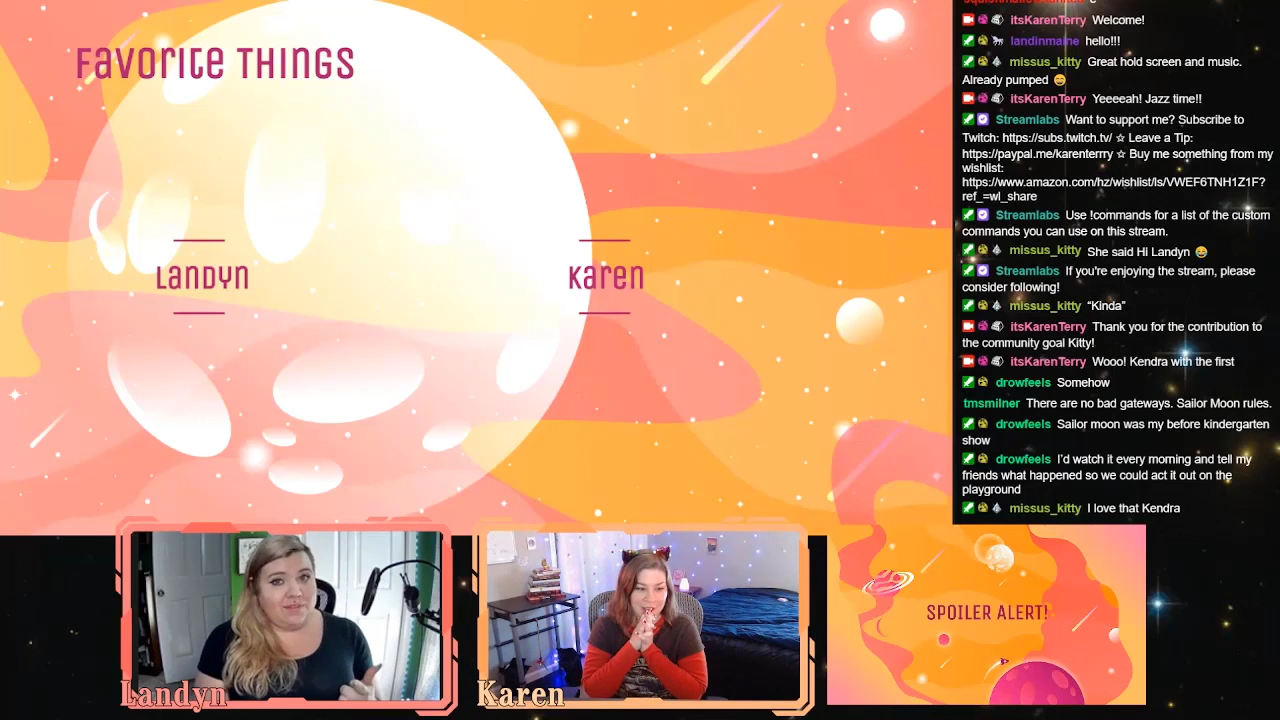 Favorite Things
Landyn
Karen
itsKarenTerry Welcome!
landinmaine hello!!!
missus_kitty Great hold screen and music.
Already pumped
itsKarenTerry Yeeeeah! Jazz time!!
Streamlabs Want to support me? Subscribe to
Twitch: https://subs.twitch.tv/ ☆ Leave a Tip:
https://paypal.me/karenterrry ☆ Buy me something from my
wishlist:
https://www.amazon.com/hz/wishlist/ls/VWEF6TNH1Z1F?
ref_=wl_share
Streamlabs Use !commands for a list of the custom
commands you can use on this stream.
missus_kitty She said HI Landyn
Streamlabs If you're enjoying the stream, please
consider following!
missus_kitty “Kinda”
itsKarenTerry Thank you for the contribution to
the community goal Kitty!
itsKarenTerry Wooo! Kendra with the first
drowfeels Somehow
tmsmilner There are no bad gateways. Sailor Moon rules.
drowfeels Sailor moon was my before kindergarten
show
drowfeels I’d watch it every morning and tell my
friends what happened so we could act it out on the
playground
missus_kitty I love that Kendra
Landyn
Karen
SPOILER ALERT!